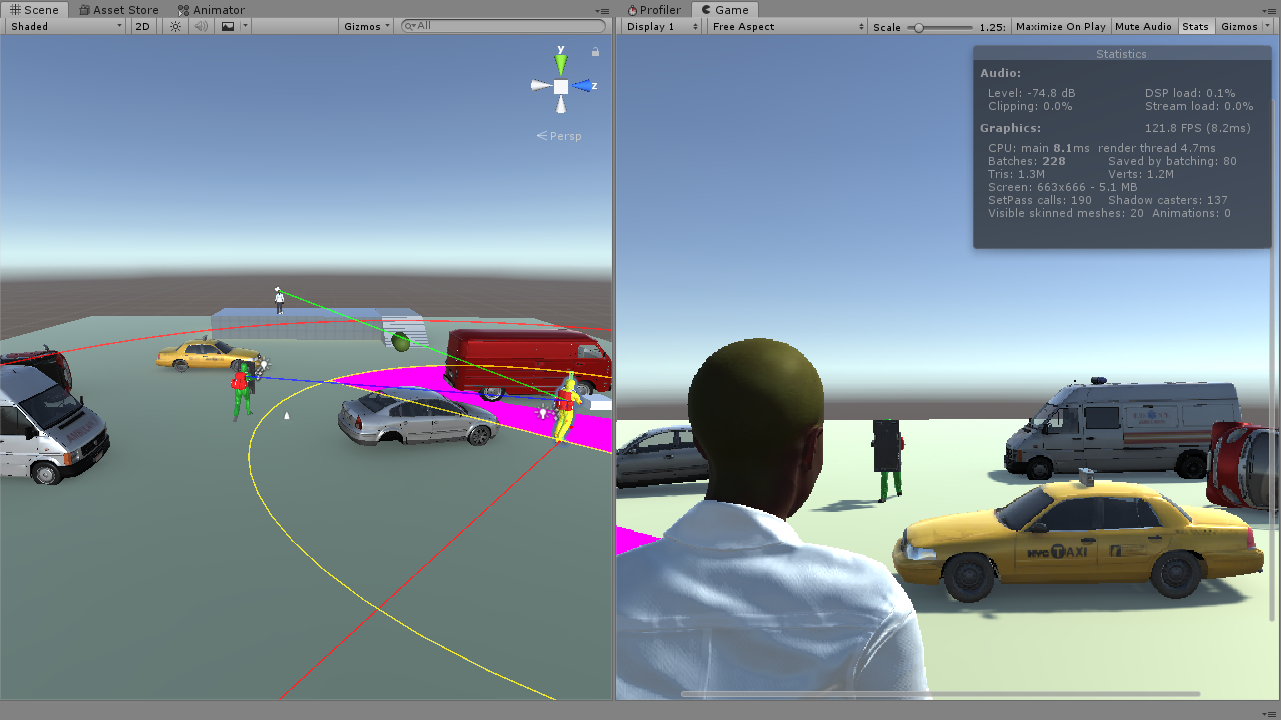 Scene Asset Store Animator Profiler Game
Shaded 2D Gizmos All Display 1 Free Aspect Scale 1.25: Maximize On Play Mute Audio Stats Gizmos
y
z
Persp
Statistics
Audio:
Level: -74.8 dB DSP load: 0.1%
Clipping: 0.0% Stream load: 0.0%
Graphics: 121.8 FPS (8.2ms)
CPU: main 8.1ms render thread 4.7ms
Batches: 228 Saved by batching: 80
Tris: 1.3M Verts: 1.2M
Screen: 663x666 - 5.1 MB
SetPass calls: 190 Shadow casters: 137
Visible skinned meshes: 20 Animations: 0
NYC TAXI